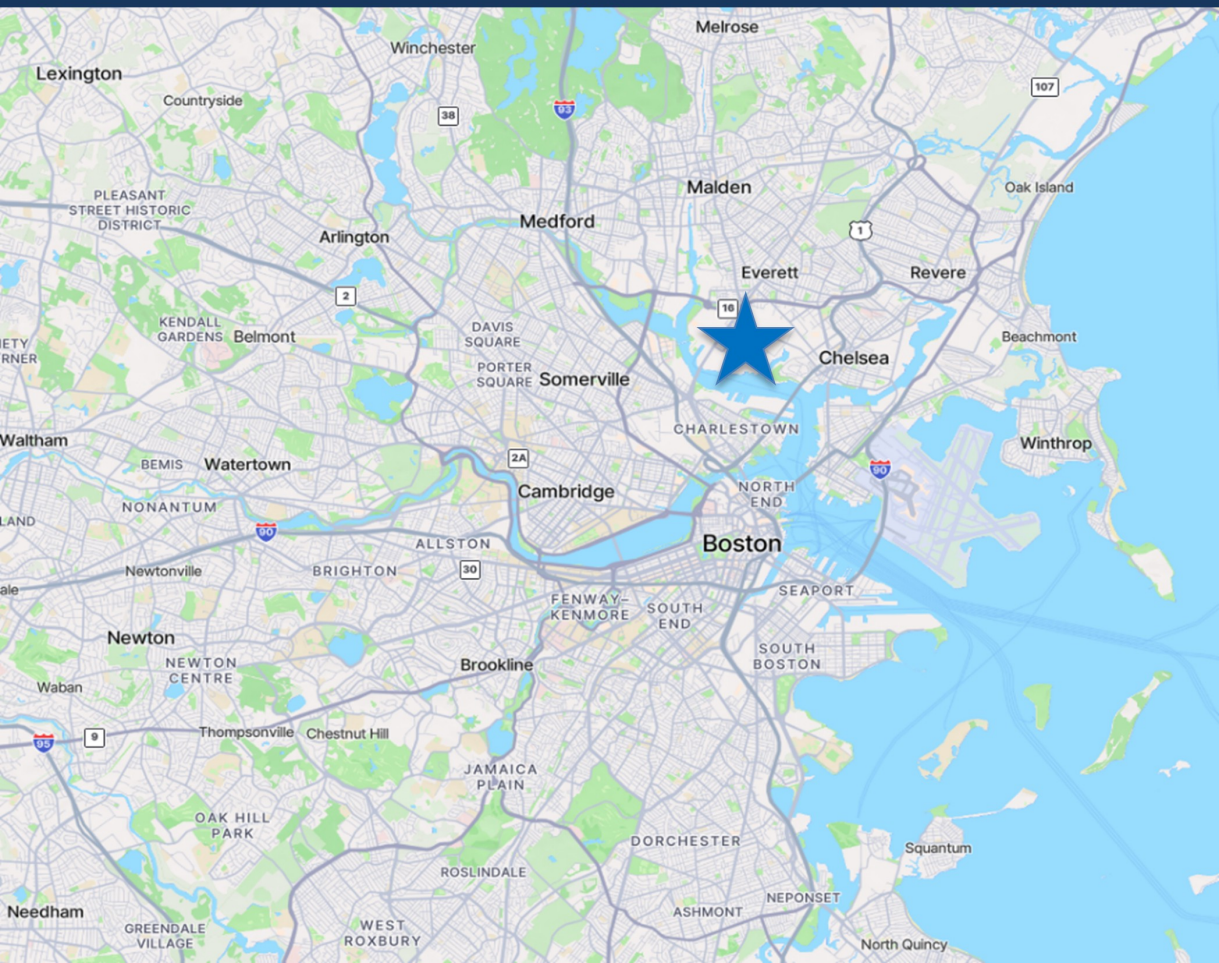 Melrose
Winchester
Lexington
Countryside
107
93
38
Malden
Oak Island
PLEASANT
STREET HISTORIC
DISTRICT
Medford
1
Arlington
Everett
Revere
2
16
KENDALL
GARDENS
Belmont
DAVIS
SQUARE
Beachmont
IETY
RNER
Chelsea
PORTER
SQUARE
Somerville
CHARLESTOWN
Waltham
Winthrop
2A
BEMIS
Watertown
90
Cambridge
NORTH
END
NONANTUM
LAND
90
ALLSTON
Boston
30
Newtonville
BRIGHTON
ale
SEAPORT
FENWAY–
KENMORE
SOUTH
END
Newton
SOUTH
BOSTON
NEWTON
CENTRE
Brookline
Waban
Thompsonville
Chestnut Hill
9
95
JAMAICA
PLAIN
OAK HILL
PARK
DORCHESTER
Squantum
ROSLINDALE
NEPONSET
Needham
ASHMONT
GREENDALE
VILLAGE
WEST
ROXBURY
North Quincy